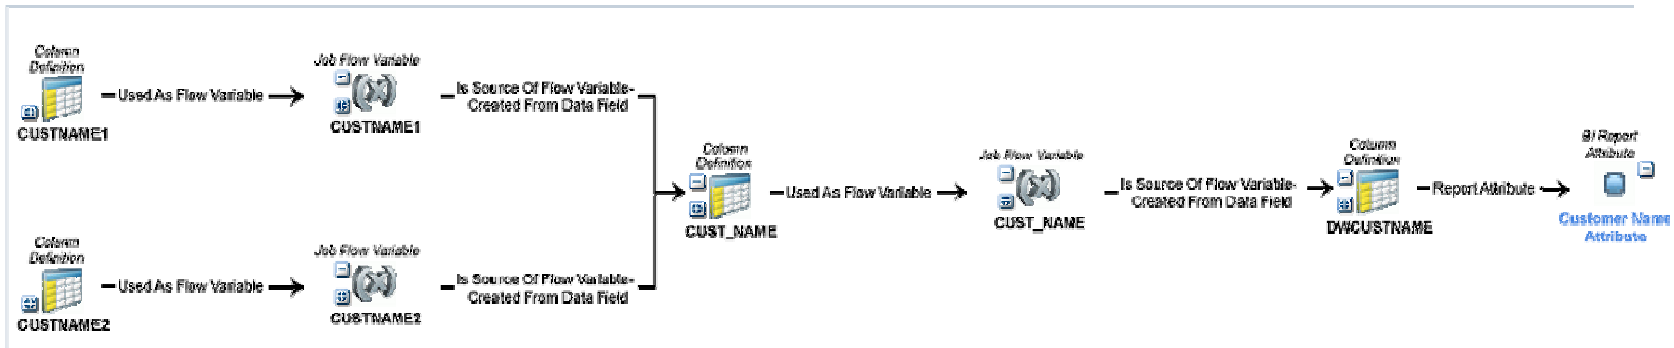 Column
Definition
CUSTNAME1
Used As Flow Variable
Job Flow Variable
CUSTNAME1
Is Source Of Flow Variable-
Created From Data Field
Column
Definition
CUSTNAME2
Used As Flow Variable
Job Flow Variable
CUSTNAME2
Is Source Of Flow Variable-
Created From Data Field
Column
Definition
CUST_NAME
Used As Flow Variable
Job Flow Variable
CUST_NAME
Is Source Of Flow Variable-
Created From Data Field
Column
Definition
DWCUSTNAME
Report Attribute
BI Report
Attribute
Customer Name
Attribute